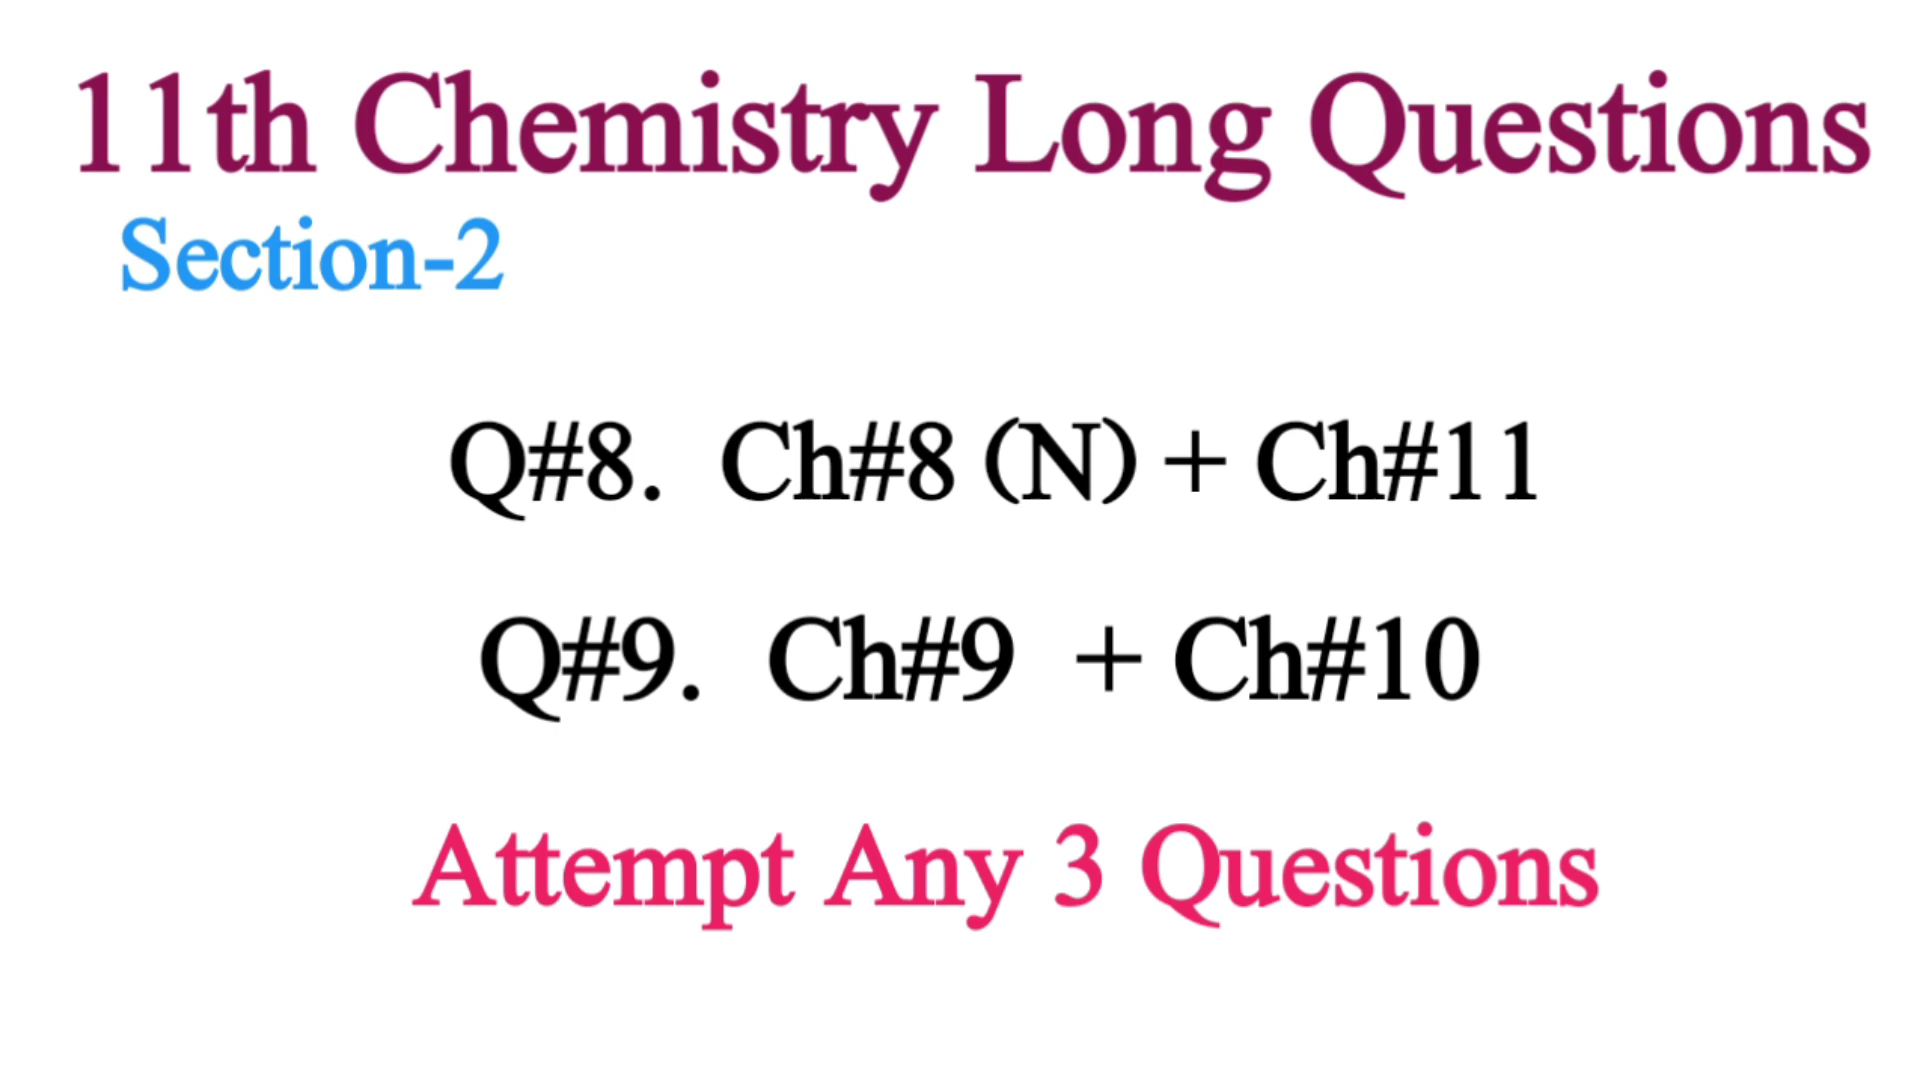 11th Chemistry Long Questions
Section-2
Q#8. Ch#8 (N) + Ch#11
Q#9. Ch#9 + Ch#10
Attempt Any 3 Questions